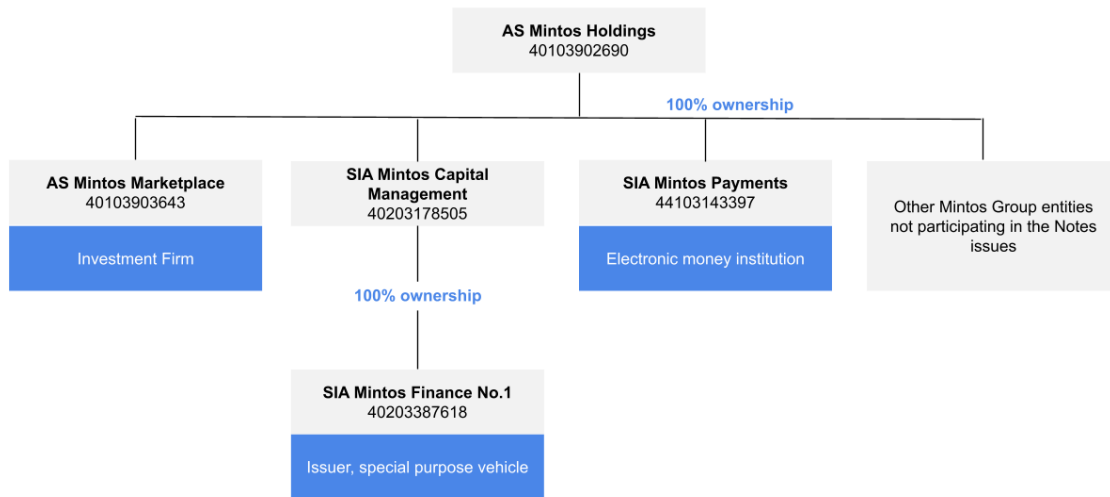 AS Mintos Holdings
40103902690
100% ownership
AS Mintos Marketplace
40103903643
Investment Firm
SIA Mintos Capital
Management
40203178505
SIA Mintos Payments
44103143397
Electronic money institution
Other Mintos Group entities
not participating in the Notes
issues
100% ownership
SIA Mintos Finance No.1
40203387618
Issuer, special purpose vehicle